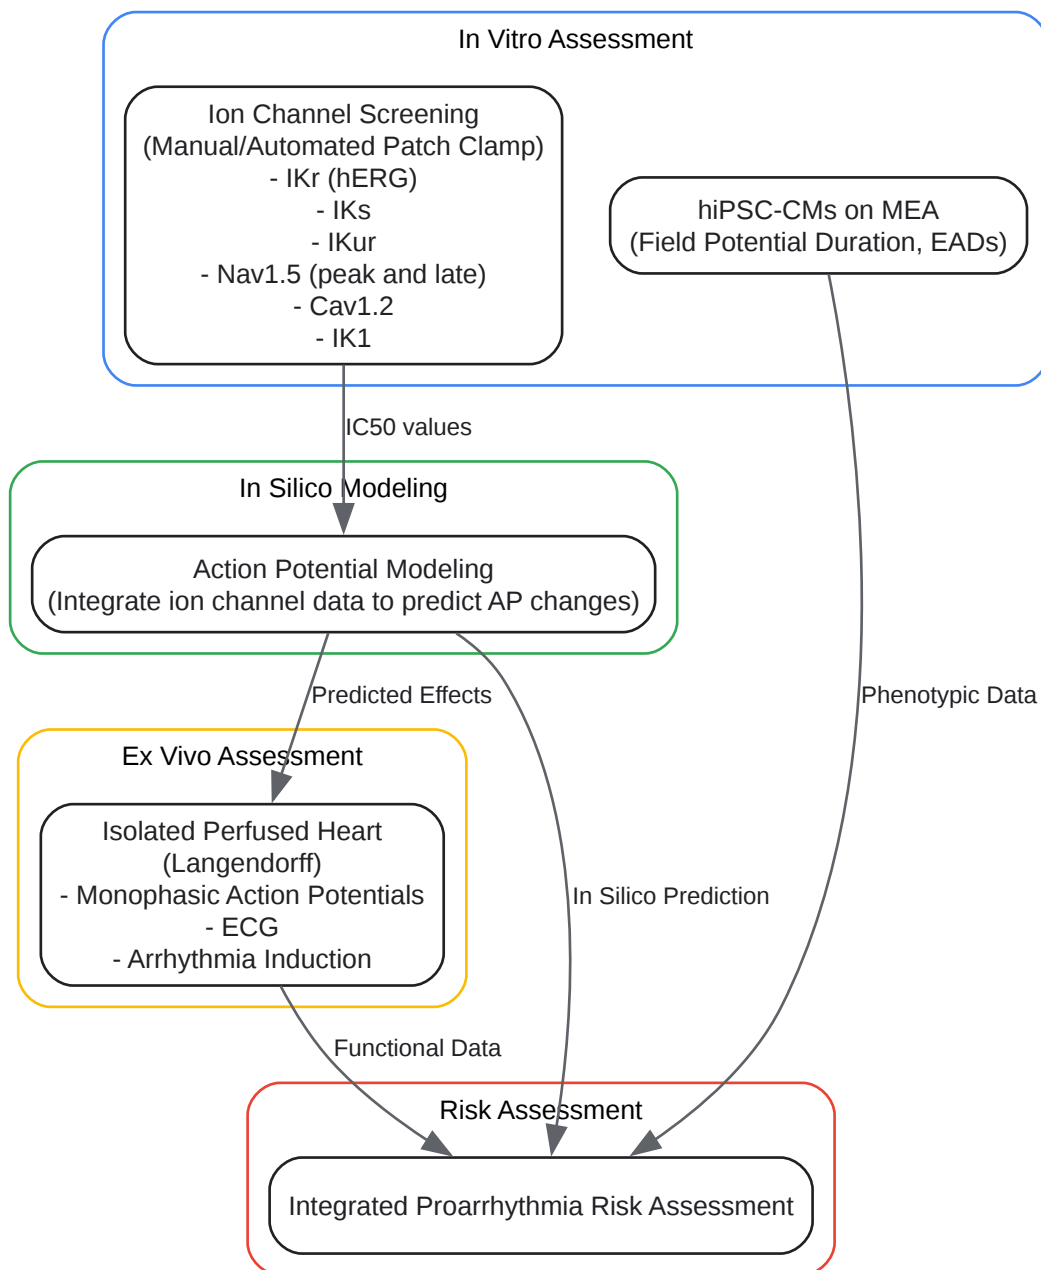 In Vitro Assessment
Ion Channel Screening
(Manual/Automated Patch Clamp)
- IKr (hERG)
- IKs
- IKur
- Nav1.5 (peak and late)
- Cav1.2
- IK1
hiPSC-CMs on MEA
(Field Potential Duration, EADs)
IC50 values
In Silico Modeling
Action Potential Modeling
(Integrate ion channel data to predict AP changes)
Predicted Effects
Phenotypic Data
Ex Vivo Assessment
Isolated Perfused Heart
(Langendorff)
- Monophasic Action Potentials
- ECG
- Arrhythmia Induction
In Silico Prediction
Functional Data
Risk Assessment
Integrated Proarrhythmia Risk Assessment